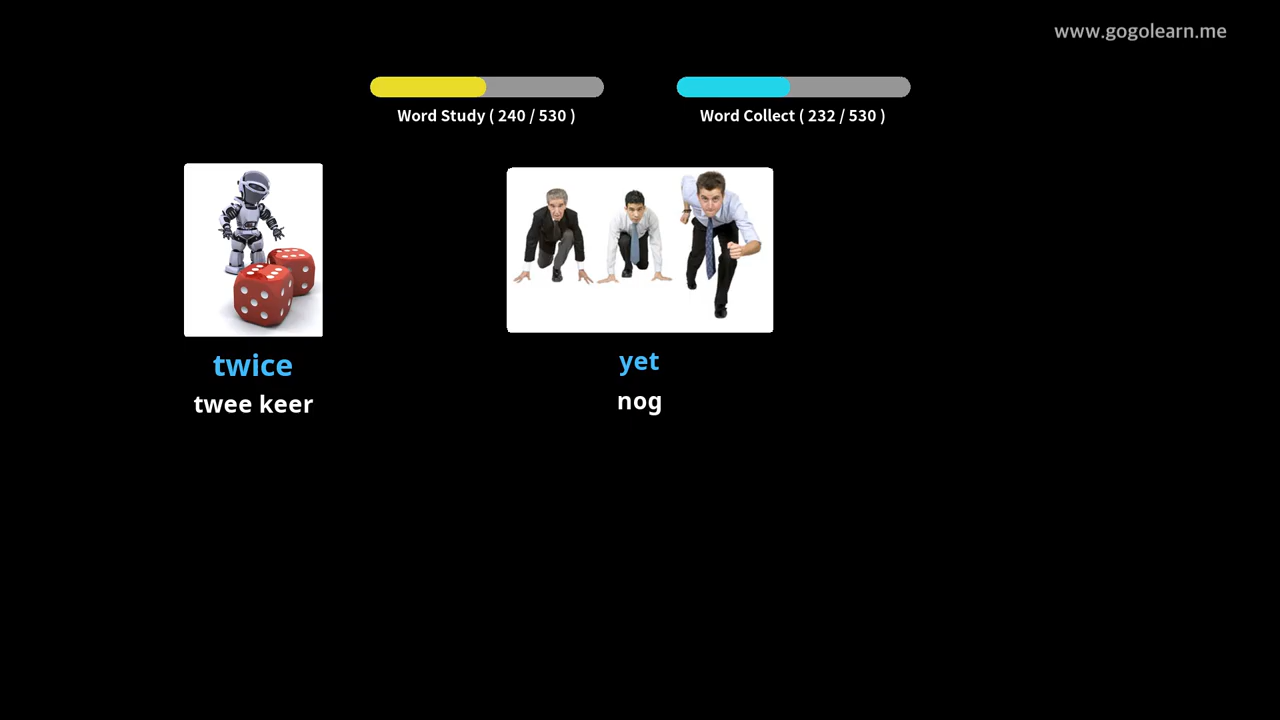 www.gogolearn.me
Word Study ( 240 / 530 )
Word Collect ( 232 / 530 )
twice
twee keer
yet
nog